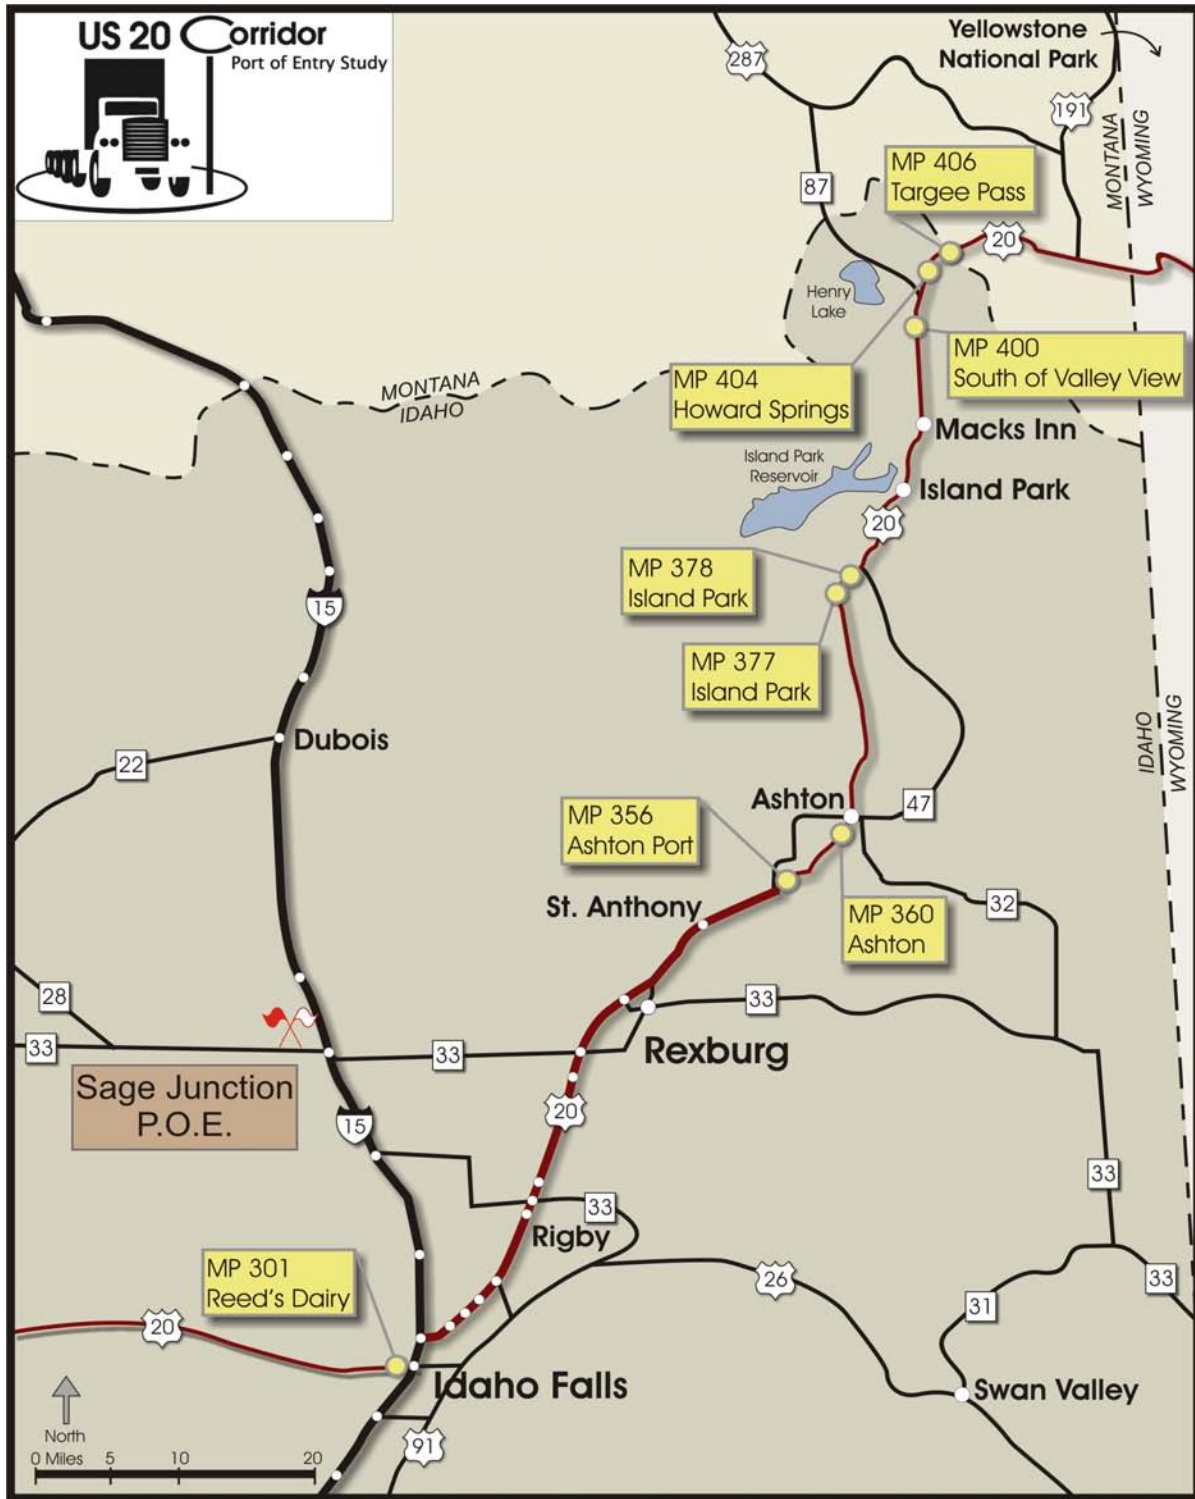 US 20 Corridor
Port of Entry Study
Yellowstone
National Park
287
191
MONTANA
WYOMING
MP 406
Targee Pass
87
20
Henry
Lake
MP 400
South of Valley View
MP 404
Howard Springs
MONTANA
IDAHO
Macks Inn
Island Park
Reservoir
Island Park
20
MP 378
Island Park
15
MP 377
Island Park
IDAHO
WYOMING
Dubois
22
Ashton
47
MP 356
Ashton Port
St. Anthony
MP 360
Ashton
32
28
33
33
33
Rexburg
Sage Junction
P.O.E.
15
20
33
33
Rigby
MP 301
Reed's Dairy
26
33
31
20
Idaho Falls
Swan Valley
91
North
0 Miles 5 10 20